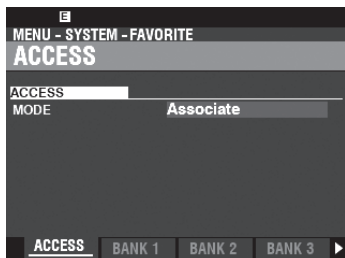 E
MENU - SYSTEM -FAVORITE
ACCESS
ACCESS
MODE Associate
ACCESS BANK 1 BANK 2 BANK 3